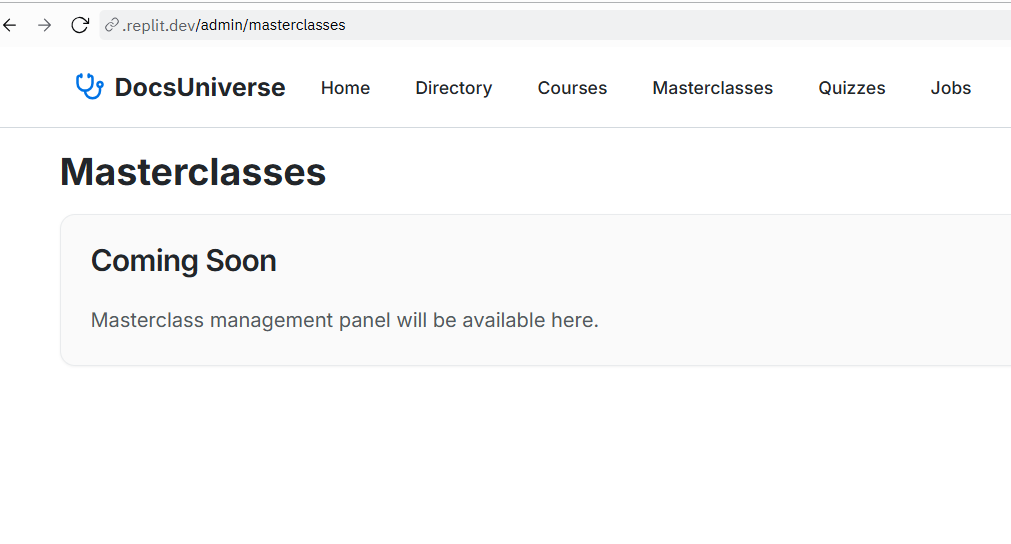 .replit.dev/admin/masterclasses
DocsUniverse Home Directory Courses Masterclasses Quizzes Jobs
Masterclasses
Coming Soon
Masterclass management panel will be available here.